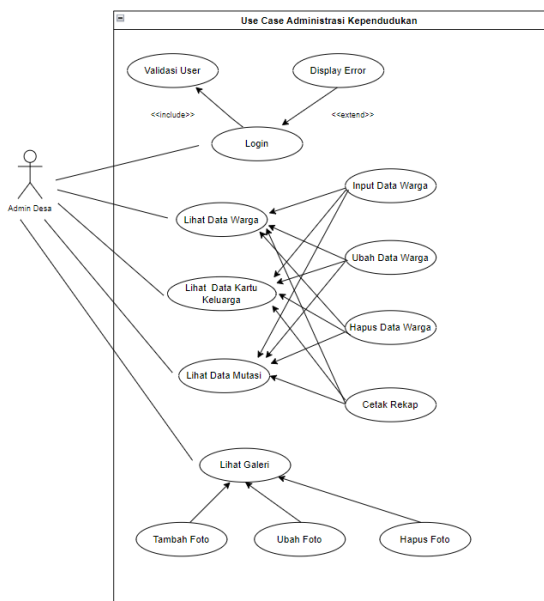 Use Case Administrasi Kependudukan
Validasi User
Display Error
<<include>>
<<extend>>
Login
Admin Desa
Input Data Warga
Lihat Data Warga
Ubah Data Warga
Lihat Data Kartu
Keluarga
Hapus Data Warga
Lihat Data Mutasi
Cetak Rekap
Lihat Galeri
Tambah Foto
Ubah Foto
Hapus Foto